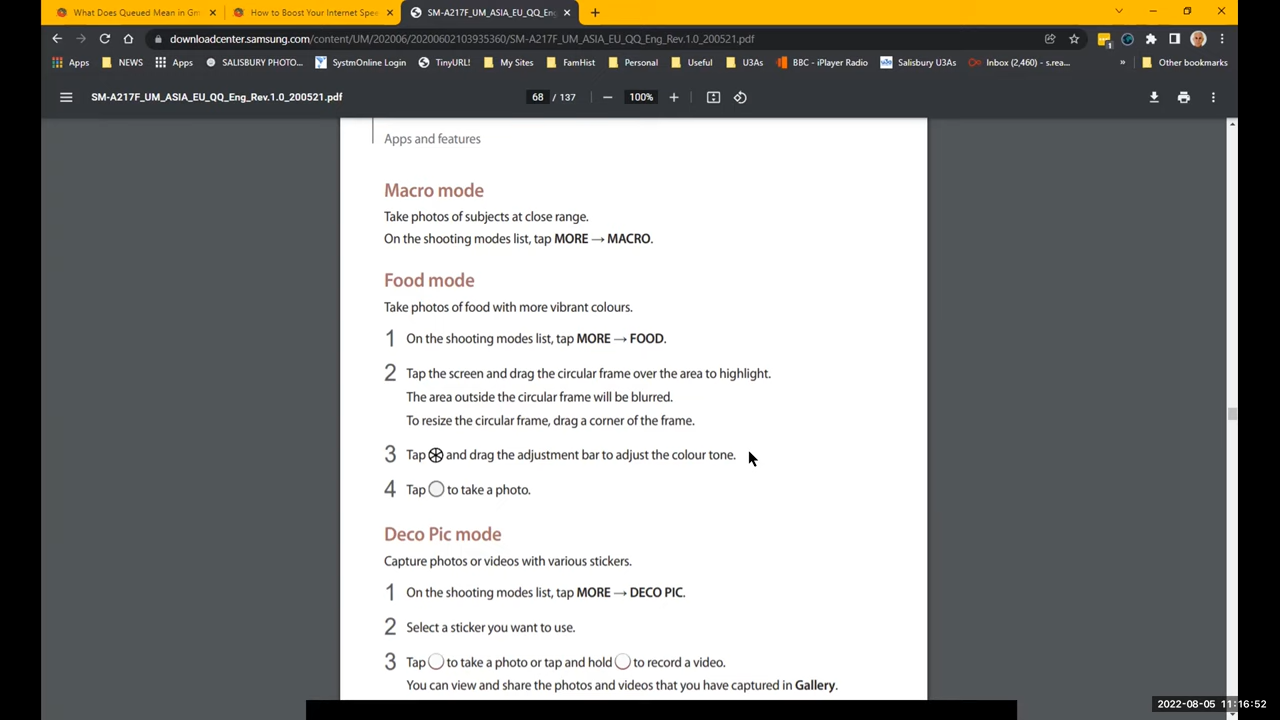 What Does Queued Mean in Gm
How to Boost Your Internet Spee
SM-A217F_UM_ASIA_EU_QQ_Eng
downloadcenter.samsung.com/content/UM/202006/20200602103935360/SM-A217F_UM_ASIA_EU_QQ_Eng_Rev.1.0_200521.pdf
Apps NEWS Apps SALISBURY PHOTO... SystmOnline Login TinyURL! My Sites FamHist Personal Useful U3As BBC - iPlayer Radio Salisbury U3As Inbox (2,460) - s.rea... » Other bookmarks
SM-A217F_UM_ASIA_EU_QQ_Eng_Rev.1.0_200521.pdf 68 / 137 100%
Apps and features
Macro mode
Take photos of subjects at close range.
On the shooting modes list, tap MORE → MACRO.
Food mode
Take photos of food with more vibrant colours.
1 On the shooting modes list, tap MORE → FOOD.
2 Tap the screen and drag the circular frame over the area to highlight.
The area outside the circular frame will be blurred.
To resize the circular frame, drag a corner of the frame.
3 Tap and drag the adjustment bar to adjust the colour tone.
4 Tap to take a photo.
Deco Pic mode
Capture photos or videos with various stickers.
1 On the shooting modes list, tap MORE → DECO PIC.
2 Select a sticker you want to use.
3 Tap to take a photo or tap and hold to record a video.
You can view and share the photos and videos that you have captured in Gallery.
2022-08-05 11:16:52